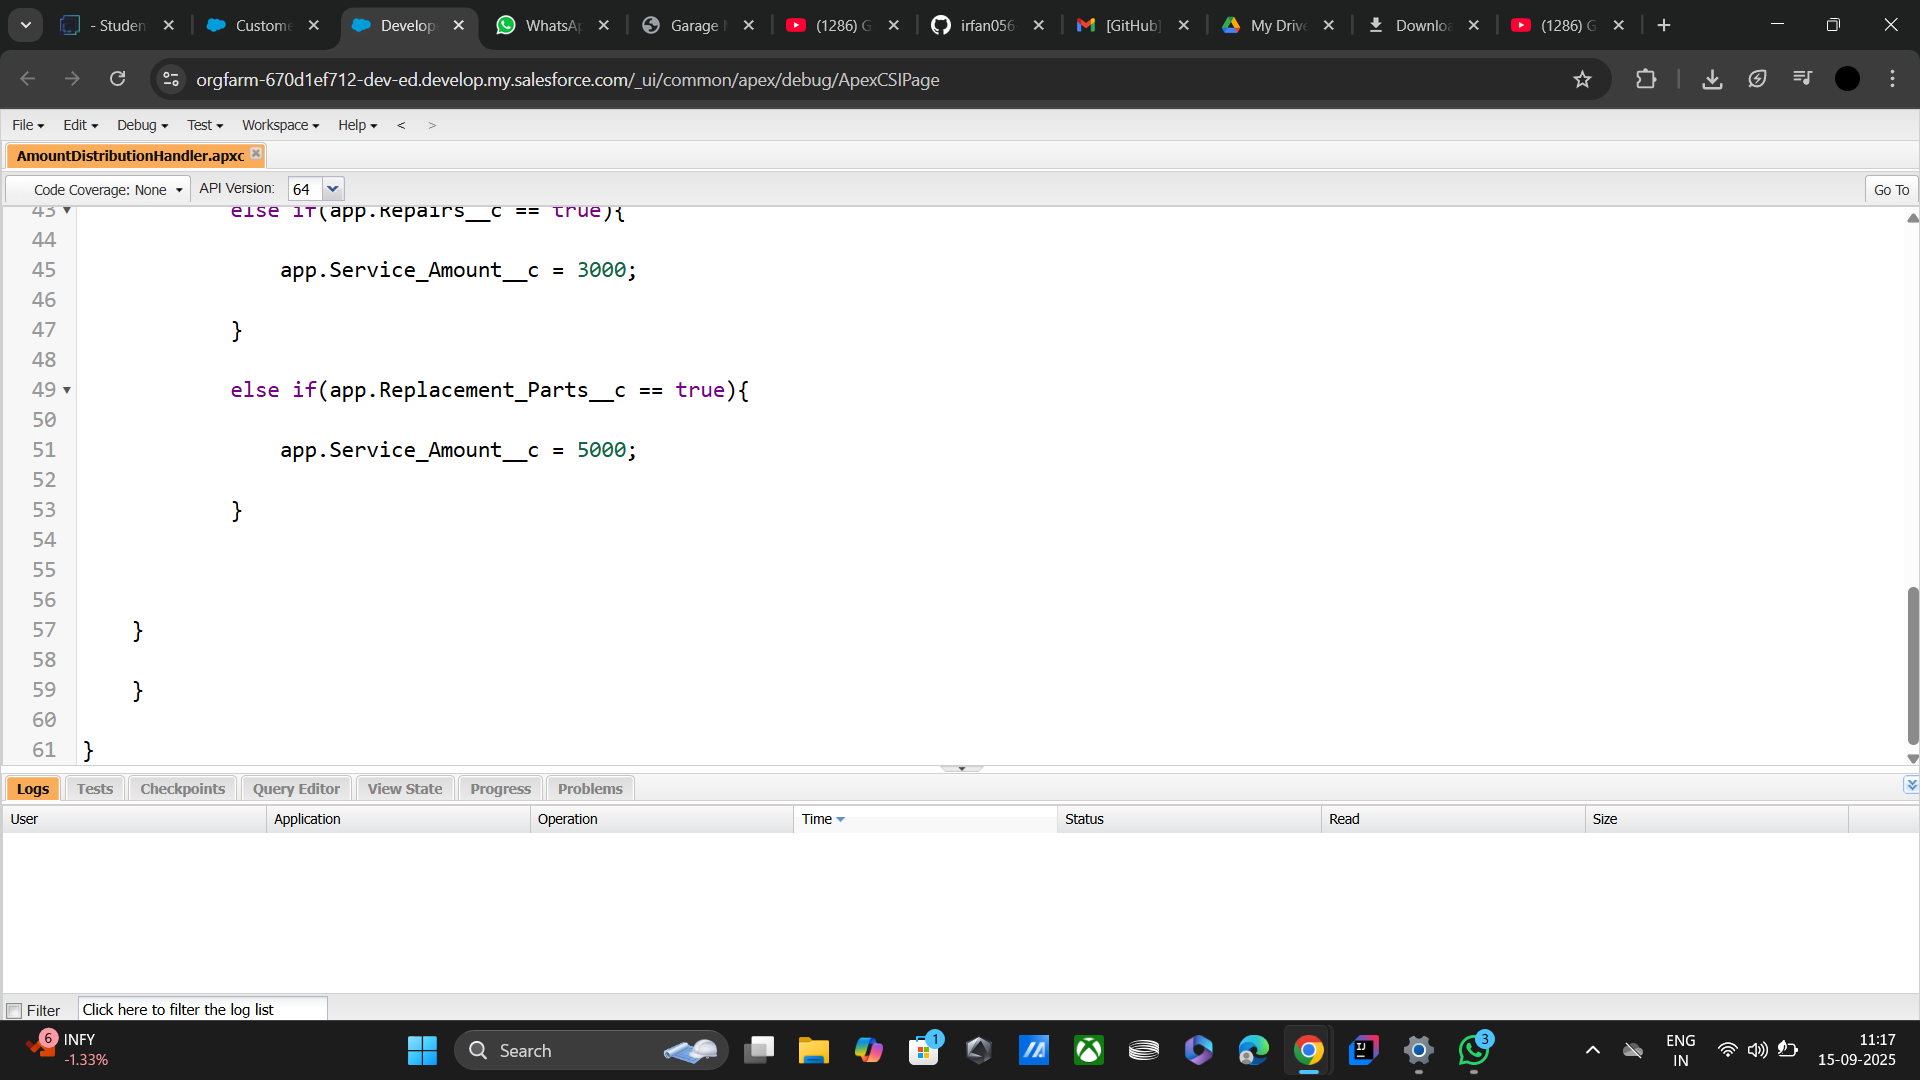 - Studen
Custome
Develop
WhatsAp
Garage
(1286) G
irfan056
[GitHub]
My Driv
Downloa
(1286) G
orgfarm-670d1ef712-dev-ed.develop.my.salesforce.com/_ui/common/apex/debug/ApexCSIPage
File Edit Debug Test Workspace Help < >
AmountDistributionHandler.apxc
Code Coverage: None API Version: 64 Go To
43 else if(app.Repairs__c == true){
44
45 app.Service_Amount__c = 3000;
46
47 }
48
49 else if(app.Replacement_Parts__c == true){
50
51 app.Service_Amount__c = 5000;
52
53 }
54
55
56
57 }
58
59 }
60
61 }
Logs Tests Checkpoints Query Editor View State Progress Problems
User Application Operation Time Status Read Size
Filter Click here to filter the log list
6 INFY
-1.33%
Search
1
3
ENG
IN
11:17
15-09-2025